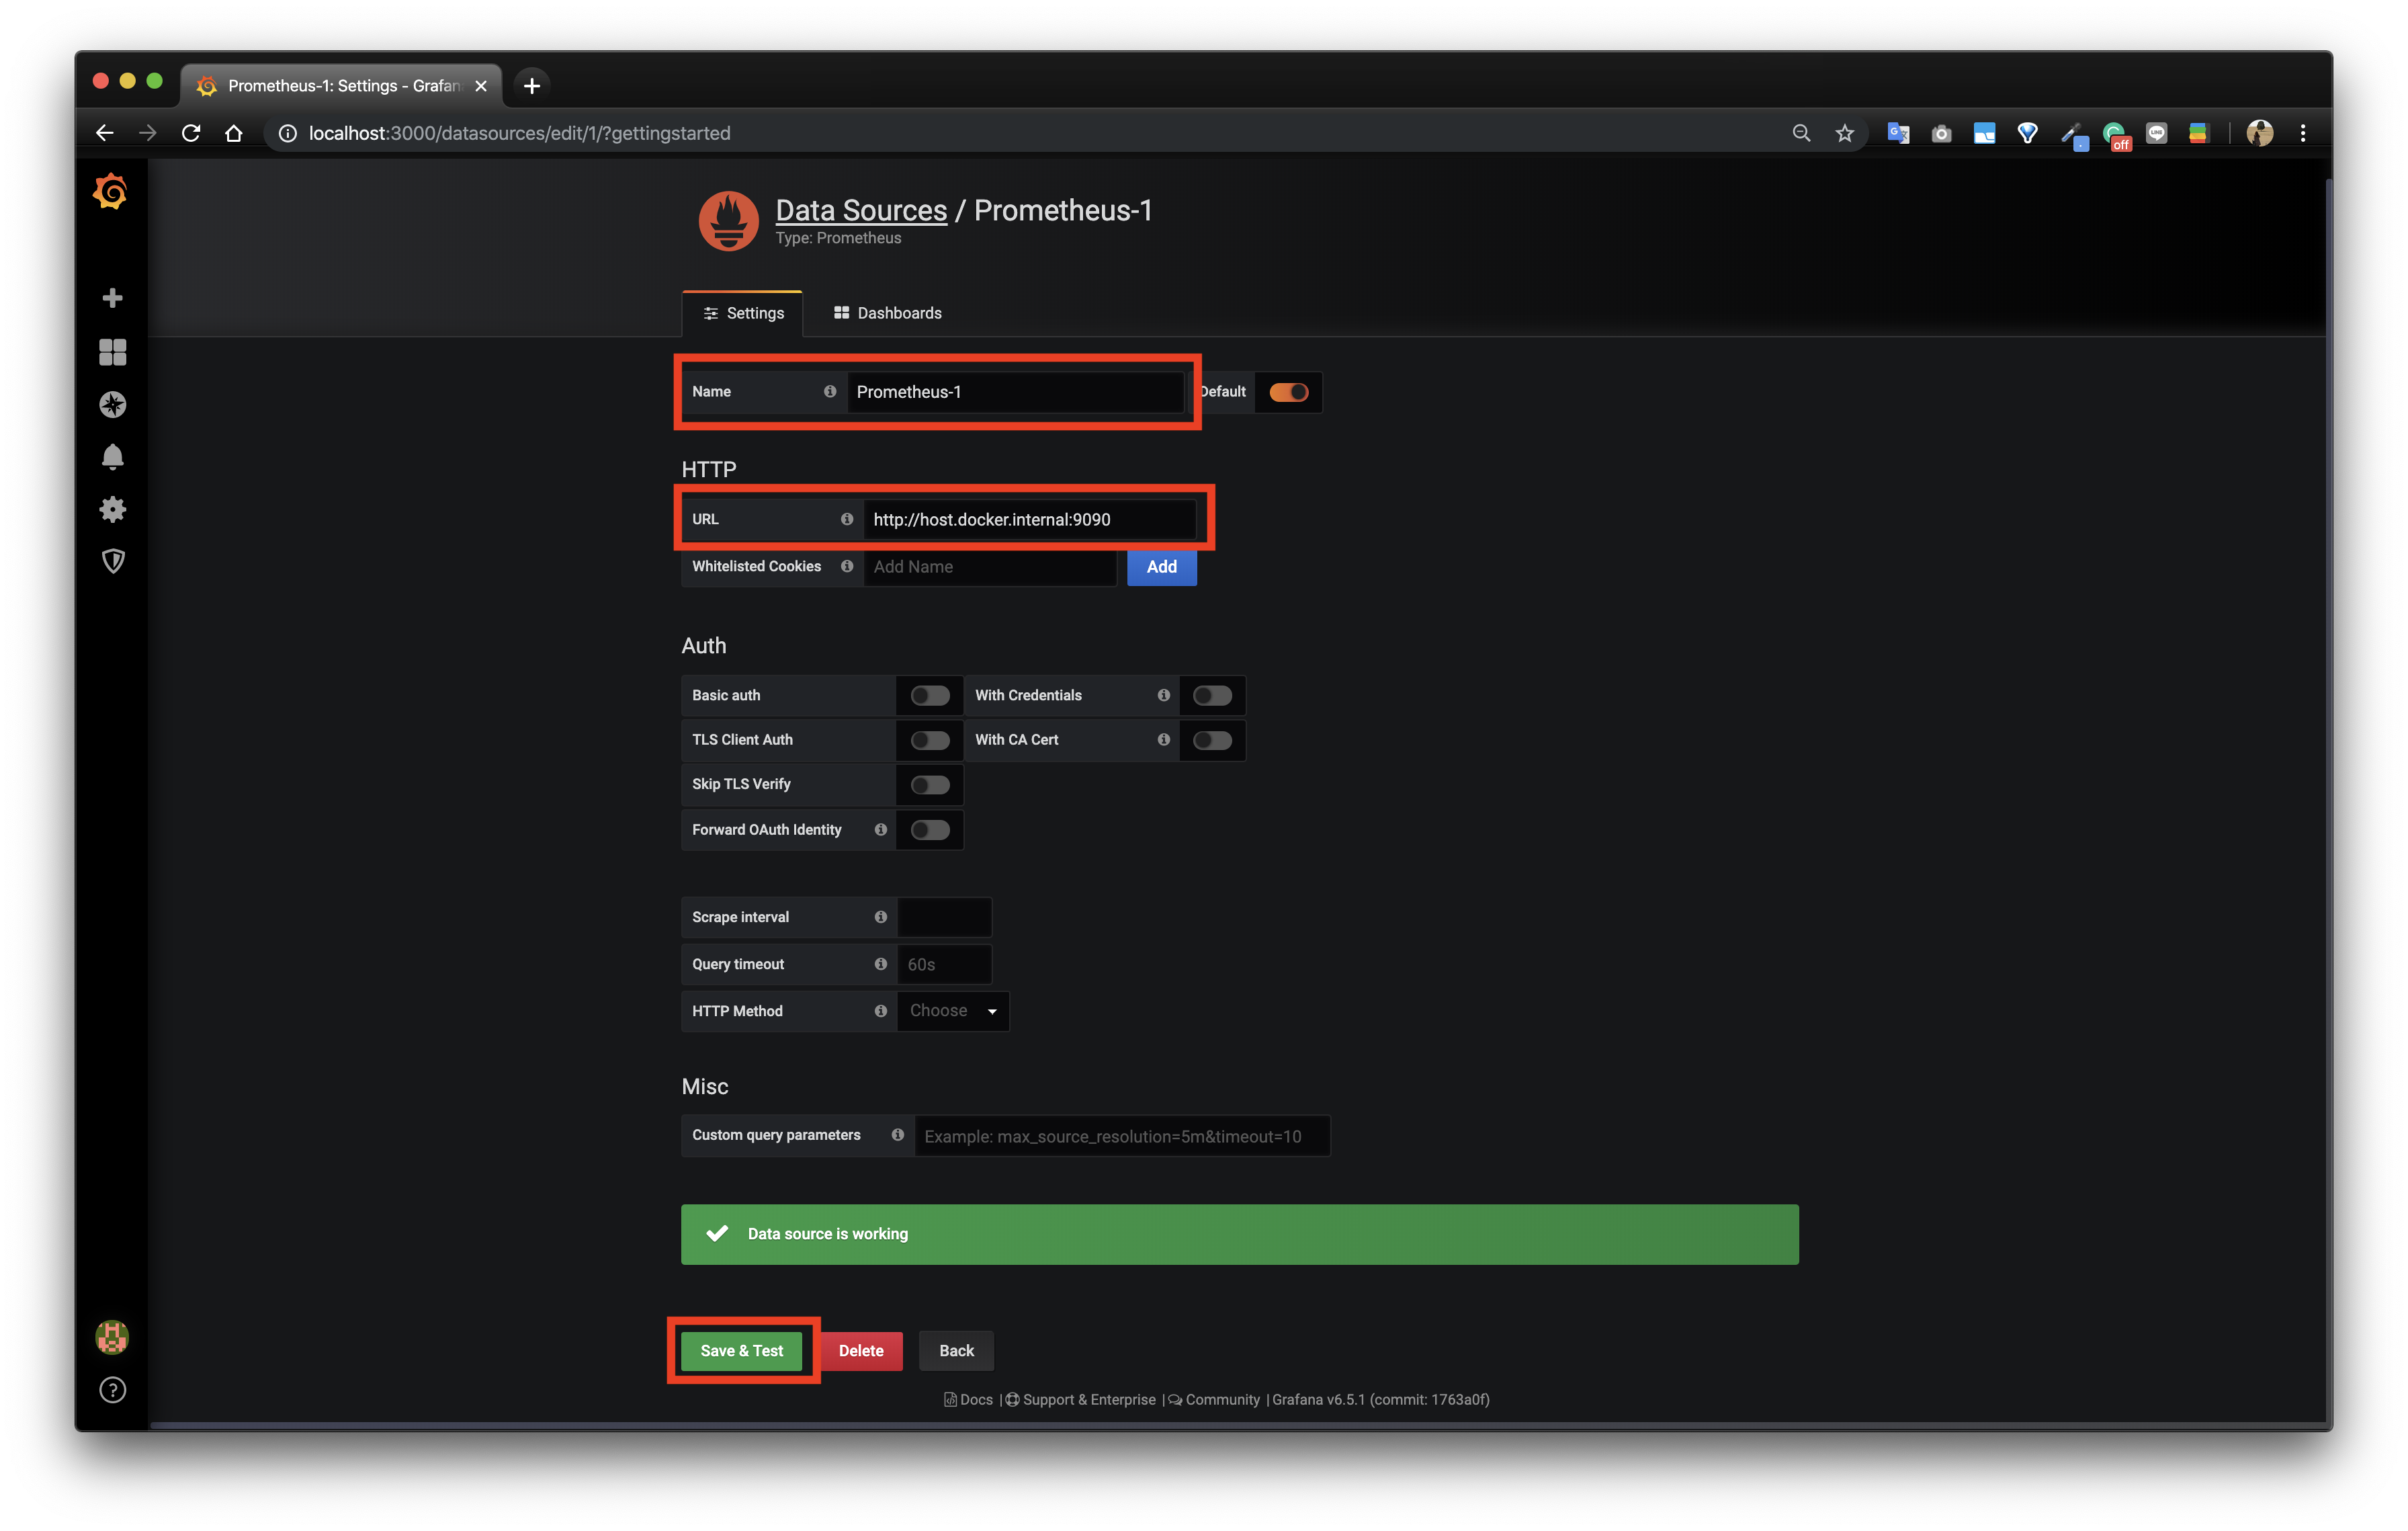 Prometheus-1: Settings - Grafan
localhost:3000/datasources/edit/1/?gettingstarted
off
Data Sources / Prometheus-1
Type: Prometheus
Settings
Dashboards
Name
Prometheus-1
Default
HTTP
URL
http://host.docker.internal:9090
Whitelisted Cookies
Add Name
Add
Auth
Basic auth
With Credentials
TLS Client Auth
With CA Cert
Skip TLS Verify
Forward OAuth Identity
Scrape interval
Query timeout
60s
HTTP Method
Choose
Misc
Custom query parameters
Example: max_source_resolution=5m&timeout=10
Data source is working
Save & Test
Delete
Back
Docs | Support & Enterprise | Community | Grafana v6.5.1 (commit: 1763a0f)